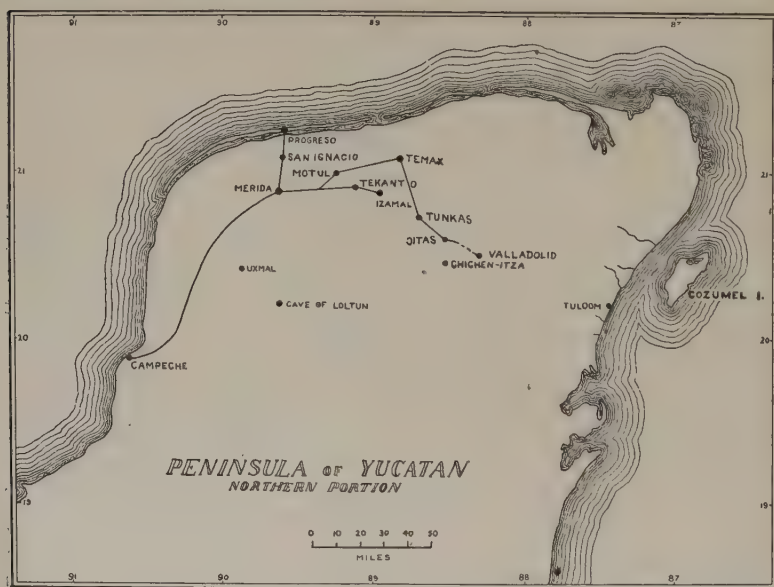 91 90 89 88 87
PROGRESO
SAN IGNACIO
TEMAX
21 MOTUL 21
MERIDA TEKANTO
IZAMAL
TUNKAS
DITAS
VALLADOLID
UXMAL CHICHEN-ITZA
COZUMEL I.
CAVE OF LOLTUN TULOOM
20 20
CAMPECHE
PENINSULA OF YUCATAN
NORTHERN PORTION
19 19
0 10 20 30 40 50
MILES
91 90 89 88 87